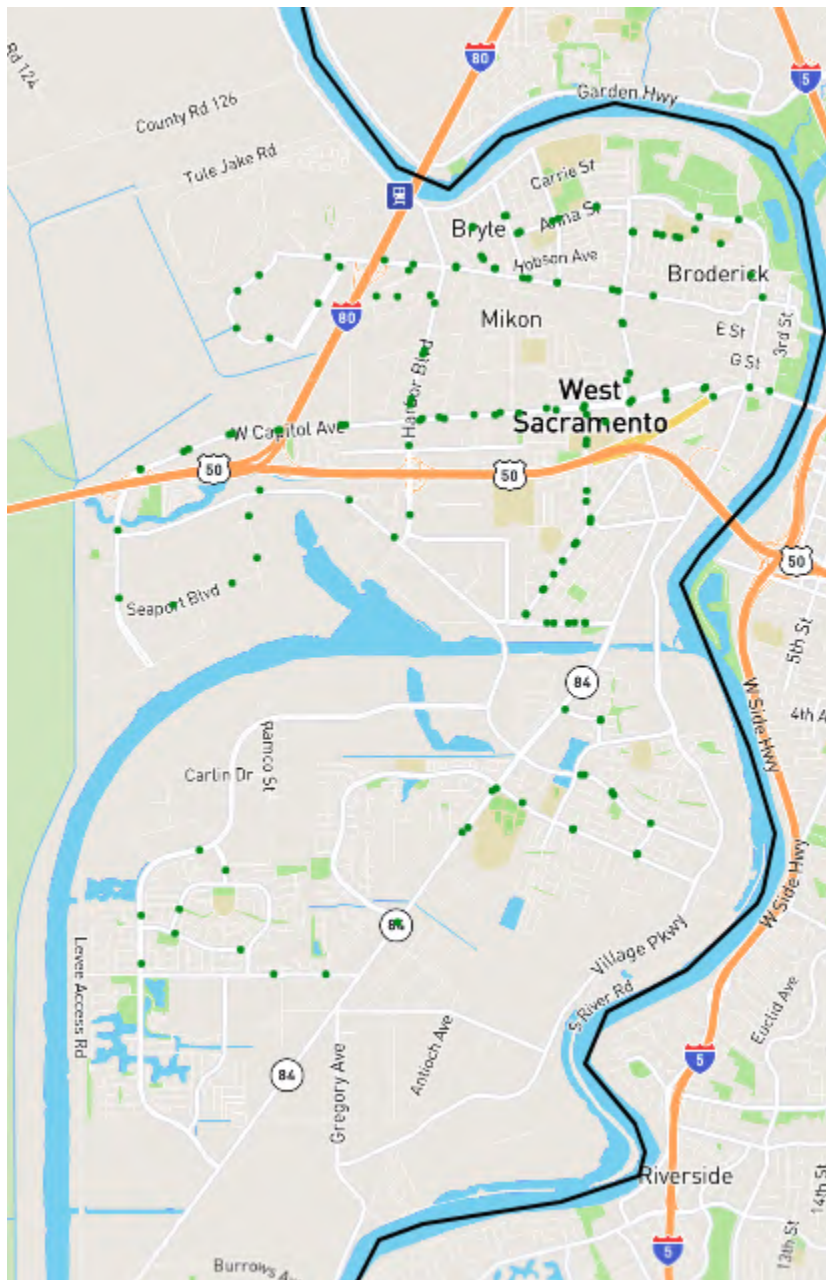 Rd 124
80
5
County Rd 126
Garden Hwy
Tule Jake Rd
Carrie St
Bryte
Anna St
Hobson Ave
Broderick
80
Mikon
E St
3rd St
G St
Harbor Blvd
West
Sacramento
W Capitol Ave
50
50
50
Seaport Blvd
5th St
84
W Side Hwy
4th A
Ramco St
Carlin Dr
W Side Hwy
84
Levee Access Rd
Village Pkwy
S River Rd
Euclid Ave
Antioch Ave
Gregory Ave
5
84
Riverside
14th St
13th St
5
Burrows Av